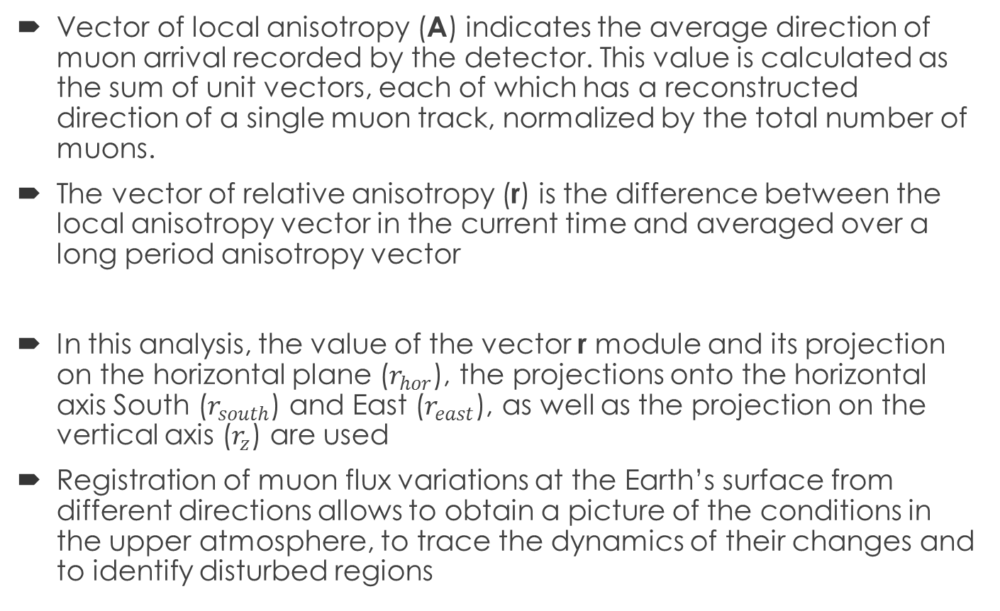 Vector of local anisotropy (A) indicates the average direction of
muon arrival recorded by the detector. This value is calculated as
the sum of unit vectors, each of which has a reconstructed
direction of a single muon track, normalized by the total number of
muons.
The vector of relative anisotropy (r) is the difference between the
local anisotropy vector in the current time and averaged over a
long period anisotropy vector
In this analysis, the value of the vector r module and its projection
on the horizontal plane (r_hor), the projections onto the horizontal
axis South (r_south) and East (r_east), as well as the projection on the
vertical axis (r_z) are used
Registration of muon flux variations at the Earth’s surface from
different directions allows to obtain a picture of the conditions in
the upper atmosphere, to trace the dynamics of their changes and
to identify disturbed regions